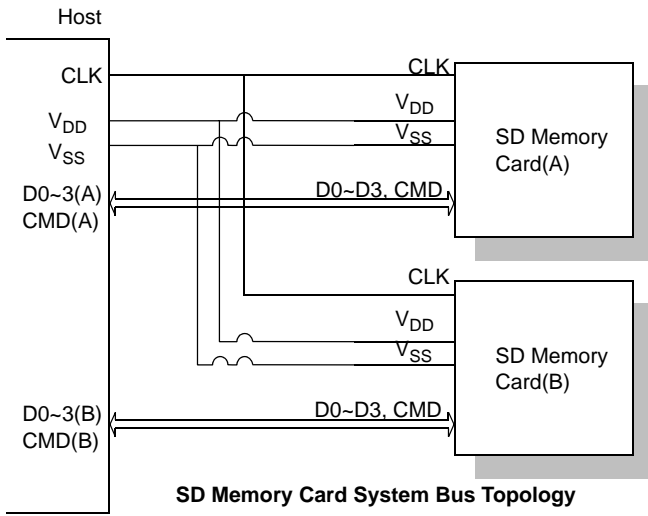 Host
CLK
VDD
VSS
D0~3(A)
CMD(A)
CLK
VDD
VSS
D0~D3, CMD
SD Memory
Card(A)
CLK
VDD
VSS
SD Memory
Card(B)
D0~3(B)
CMD(B)
D0~D3, CMD
SD Memory Card System Bus Topology